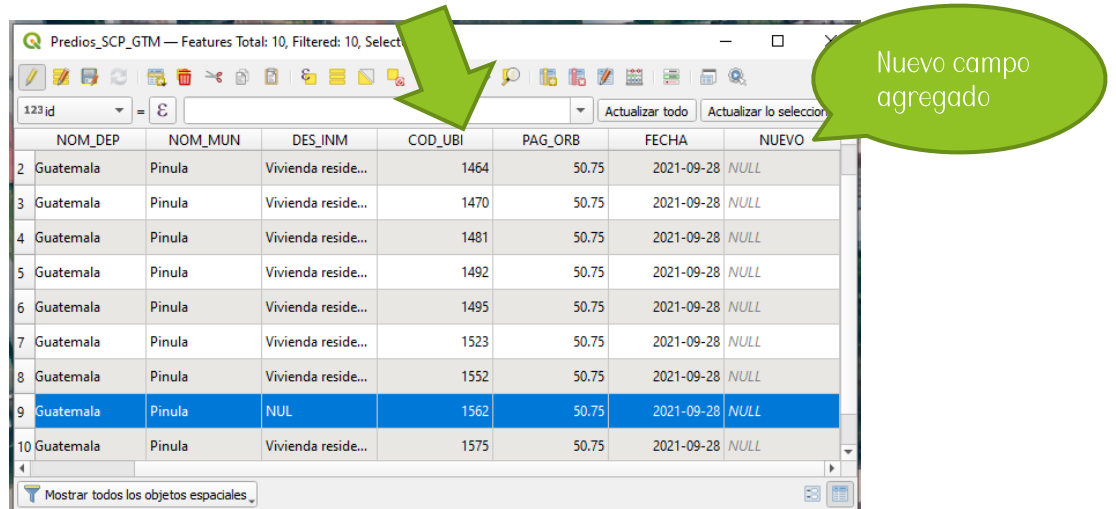 Predios_SCP_GTM — Features Total: 10, Filtered: 10, Select
Nuevo campo
agregado
123 id = ε Actualizar todo Actualizar lo seleccion
NOM_DEP NOM_MUN DES_INM COD_UBI PAG_ORB FECHA NUEVO
2 Guatemala Pinula Vivienda reside... 1464 50.75 2021-09-28 NULL
3 Guatemala Pinula Vivienda reside... 1470 50.75 2021-09-28 NULL
4 Guatemala Pinula Vivienda reside... 1481 50.75 2021-09-28 NULL
5 Guatemala Pinula Vivienda reside... 1492 50.75 2021-09-28 NULL
6 Guatemala Pinula Vivienda reside... 1495 50.75 2021-09-28 NULL
7 Guatemala Pinula Vivienda reside... 1523 50.75 2021-09-28 NULL
8 Guatemala Pinula Vivienda reside... 1552 50.75 2021-09-28 NULL
9 Guatemala Pinula NUL 1562 50.75 2021-09-28 NULL
10 Guatemala Pinula Vivienda reside... 1575 50.75 2021-09-28 NULL
Mostrar todos los objetos espaciales